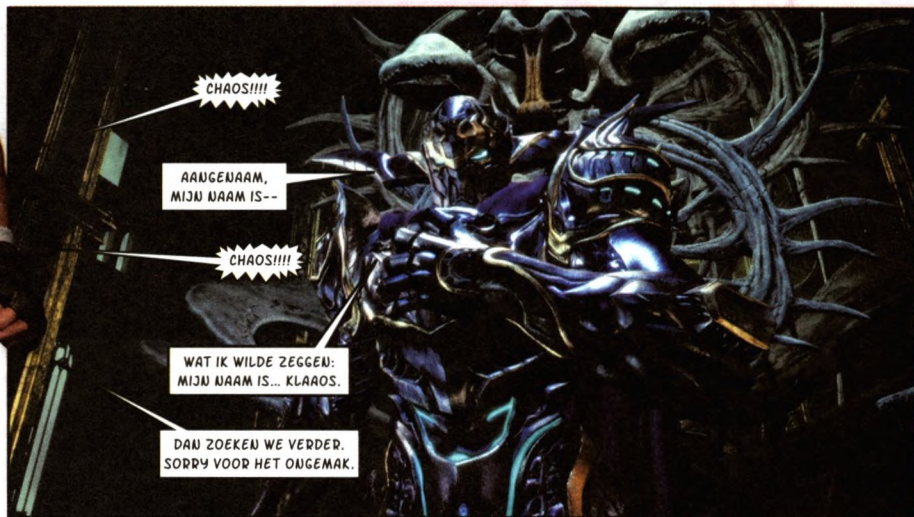 CHAOS!!!!
AANGENAAM,
MIJN NAAM IS--
CHAOS!!!!
WAT IK WILDE ZEGGEN:
MIJN NAAM IS... KLAAOS.
DAN ZOEKEN WE VERDER.
SORRY VOOR HET ONGEMAK.